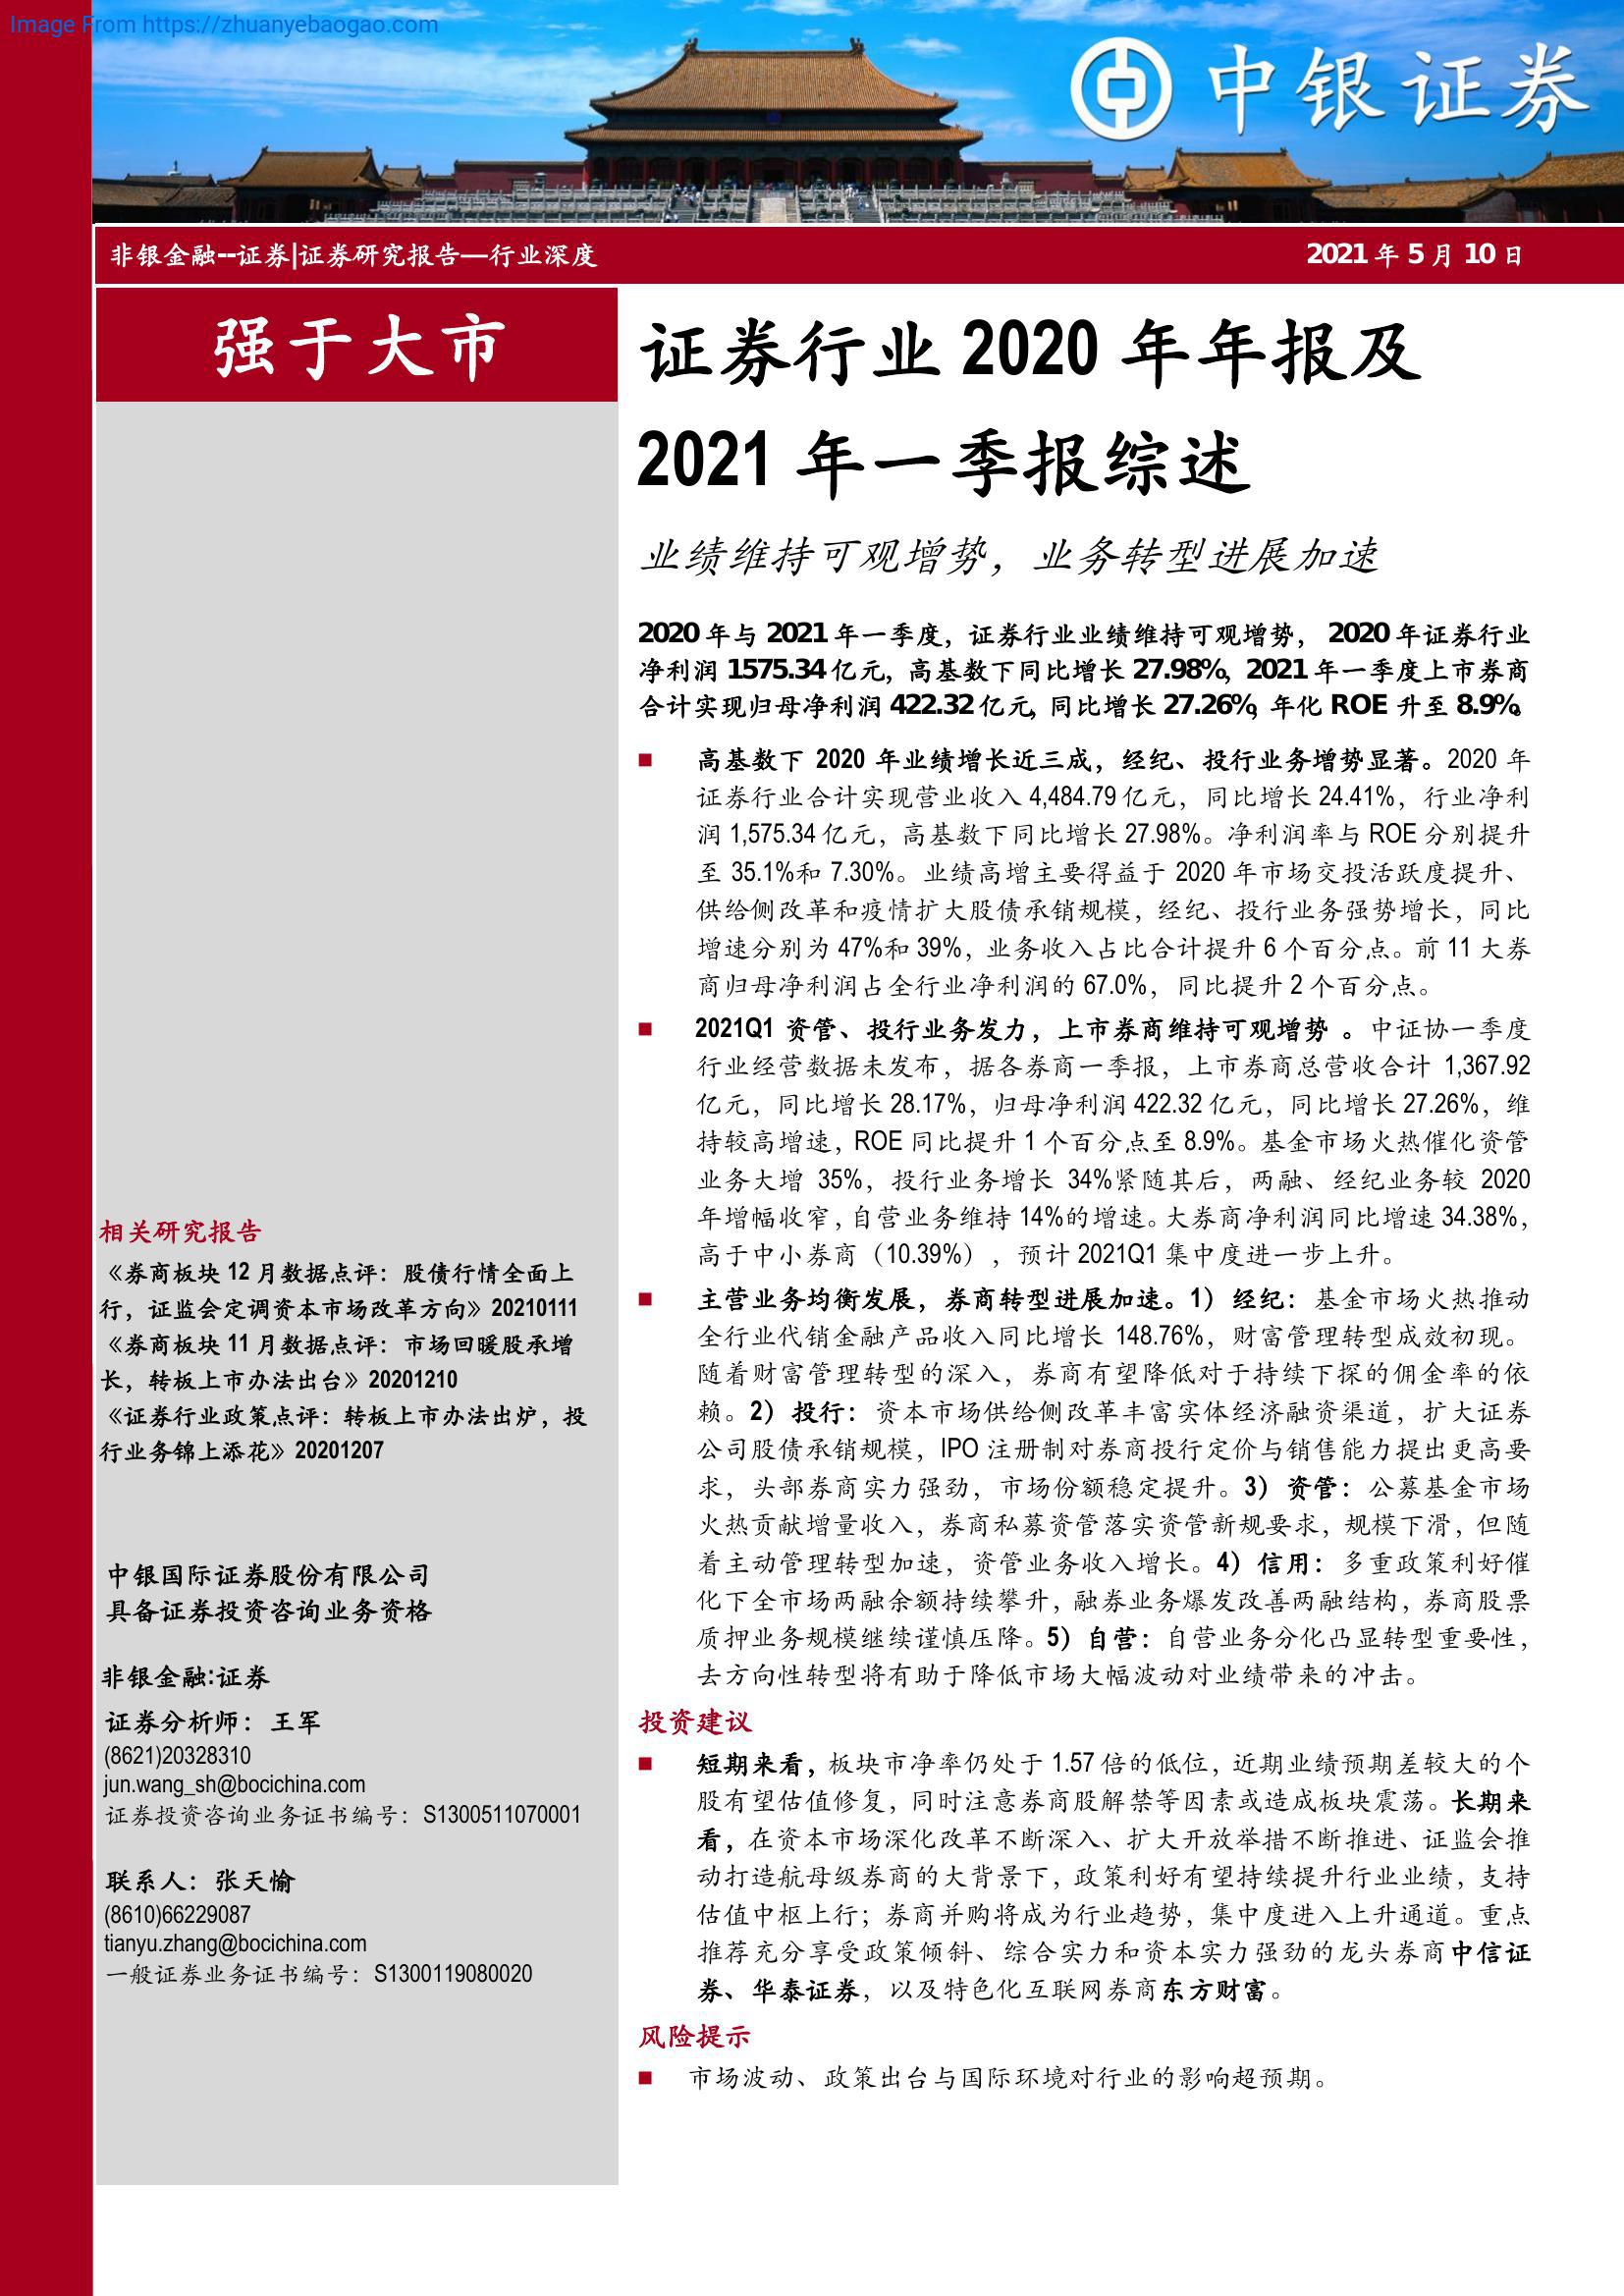 Image From https://zhuanyebaogao.com
中银证券
非银金融--证券|证券研究报告—行业深度
2021 年 5 月 10 日
强于大市
证券行业 2020 年年报及
2021 年一季报综述
业绩维持可观增势，业务转型进展加速
2020 年与 2021 年一季度，证券行业业绩维持可观增势， 2020 年证券行业
净利润 1575.34 亿元, 高基数下同比增长 27.98%, 2021 年一季度上市券商
合计实现归母净利润 422.32 亿元, 同比增长 27.26%, 年化 ROE 升至 8.9%。
■ 高基数下 2020 年业绩增长近三成，经纪、投行业务增势显著。2020 年
证券行业合计实现营业收入 4,484.79 亿元，同比增长 24.41%，行业净利
润 1,575.34 亿元，高基数下同比增长 27.98%。净利润率与 ROE 分别提升
至 35.1%和 7.30%。业绩高增主要得益于 2020 年市场交投活跃度提升、
供给侧改革和疫情扩大股债承销规模，经纪、投行业务强势增长，同比
增速分别为 47%和 39%，业务收入占比合计提升 6 个百分点。前 11 大券
商归母净利润占全行业净利润的 67.0%，同比提升 2 个百分点。
■ 2021Q1 资管、投行业务发力，上市券商维持可观增势 。中证协一季度
行业经营数据未发布，据各券商一季报，上市券商总营收合计 1,367.92
亿元，同比增长 28.17%，归母净利润 422.32 亿元，同比增长 27.26%，维
持较高增速，ROE 同比提升 1 个百分点至 8.9%。基金市场火热催化资管
业务大增 35%，投行业务增长 34%紧随其后，两融、经纪业务较 2020
年增幅收窄，自营业务维持 14%的增速。大券商净利润同比增速 34.38%，
高于中小券商（10.39%），预计 2021Q1 集中度进一步上升。
■ 主营业务均衡发展，券商转型进展加速。1）经纪：基金市场火热推动
全行业代销金融产品收入同比增长 148.76%，财富管理转型成效初现。
随着财富管理转型的深入，券商有望降低对于持续下探的佣金率的依
赖。2）投行：资本市场供给侧改革丰富实体经济融资渠道，扩大证券
公司股债承销规模，IPO 注册制对券商投行定价与销售能力提出更高要
求，头部券商实力强劲，市场份额稳定提升。3）资管：公募基金市场
火热贡献增量收入，券商私募资管落实资管新规要求，规模下滑，但随
着主动管理转型加速，资管业务收入增长。4）信用：多重政策利好催
化下全市场两融余额持续攀升，融券业务爆发改善两融结构，券商股票
质押业务规模继续谨慎压降。5）自营：自营业务分化凸显转型重要性，
去方向性转型将有助于降低市场大幅波动对业绩带来的冲击。
投资建议
■ 短期来看，板块市净率仍处于 1.57 倍的低位，近期业绩预期差较大的个
股有望估值修复，同时注意券商股解禁等因素或造成板块震荡。长期来
看，在资本市场深化改革不断深入、扩大开放举措不断推进、证监会推
动打造航母级券商的大背景下，政策利好有望持续提升行业业绩，支持
估值中枢上行；券商并购将成为行业趋势，集中度进入上升通道。重点
推荐充分享受政策倾斜、综合实力和资本实力强劲的龙头券商中信证
券、华泰证券，以及特色化互联网券商东方财富。
风险提示
■ 市场波动、政策出台与国际环境对行业的影响超预期。
相关研究报告
《券商板块 12 月数据点评：股债行情全面上
行，证监会定调资本市场改革方向》20210111
《券商板块 11 月数据点评：市场回暖股承增
长，转板上市办法出台》20201210
《证券行业政策点评：转板上市办法出炉，投
行业务锦上添花》20201207
中银国际证券股份有限公司
具备证券投资咨询业务资格
非银金融:证券
证券分析师：王军
(8621)20328310
jun.wang_sh@bocichina.com
证券投资咨询业务证书编号：S1300511070001
联系人：张天愉
(8610)66229087
tianyu.zhang@bocichina.com
一般证券业务证书编号：S1300119080020